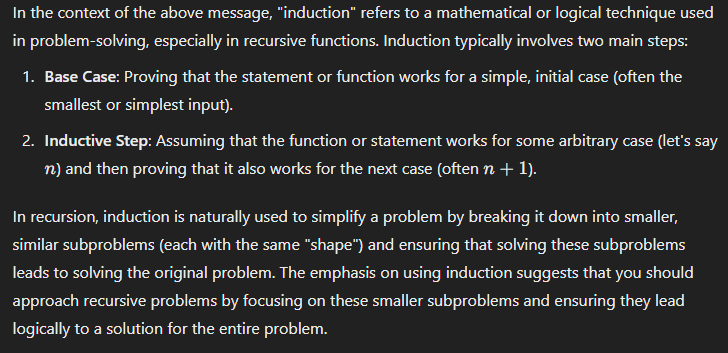 In the context of the above message, "induction" refers to a mathematical or logical technique used
in problem-solving, especially in recursive functions. Induction typically involves two main steps:
1. Base Case: Proving that the statement or function works for a simple, initial case (often the
smallest or simplest input).
2. Inductive Step: Assuming that the function or statement works for some arbitrary case (let's say
n) and then proving that it also works for the next case (often n + 1).
In recursion, induction is naturally used to simplify a problem by breaking it down into smaller,
similar subproblems (each with the same "shape") and ensuring that solving these subproblems
leads to solving the original problem. The emphasis on using induction suggests that you should
approach recursive problems by focusing on these smaller subproblems and ensuring they lead
logically to a solution for the entire problem.